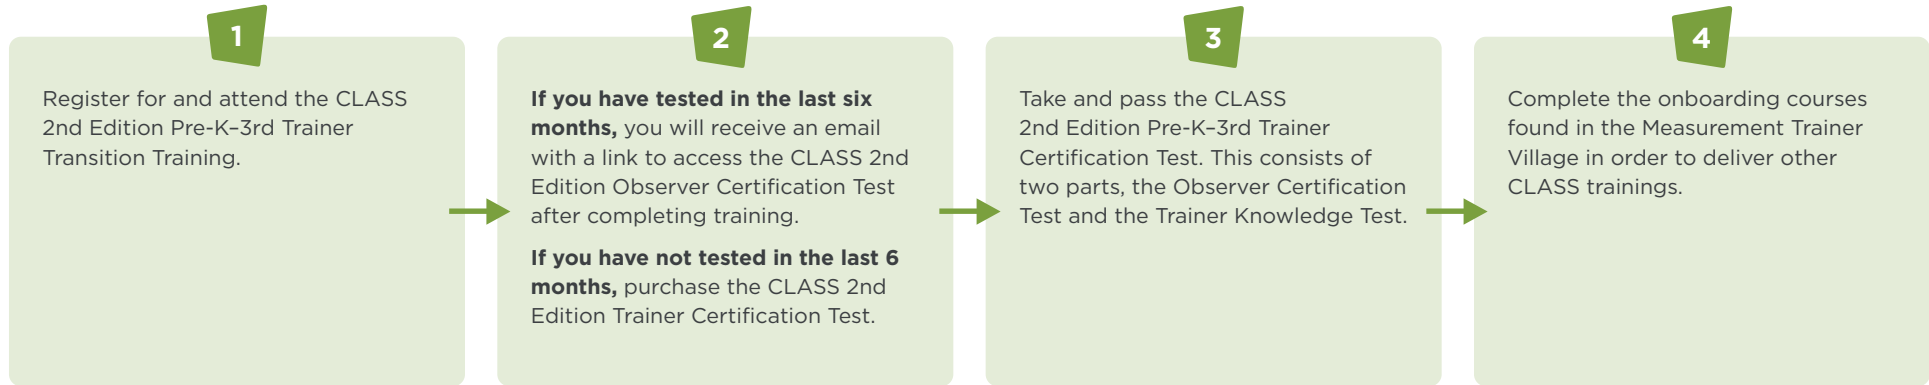 1
Register for and attend the CLASS
2nd Edition Pre-K–3rd Trainer
Transition Training.
2
If you have tested in the last six
months, you will receive an email
with a link to access the CLASS 2nd
Edition Observer Certification Test
after completing training.
If you have not tested in the last 6
months, purchase the CLASS 2nd
Edition Trainer Certification Test.
3
Take and pass the CLASS
2nd Edition Pre-K–3rd Trainer
Certification Test. This consists of
two parts, the Observer Certification
Test and the Trainer Knowledge Test.
4
Complete the onboarding courses
found in the Measurement Trainer
Village in order to deliver other
CLASS trainings.